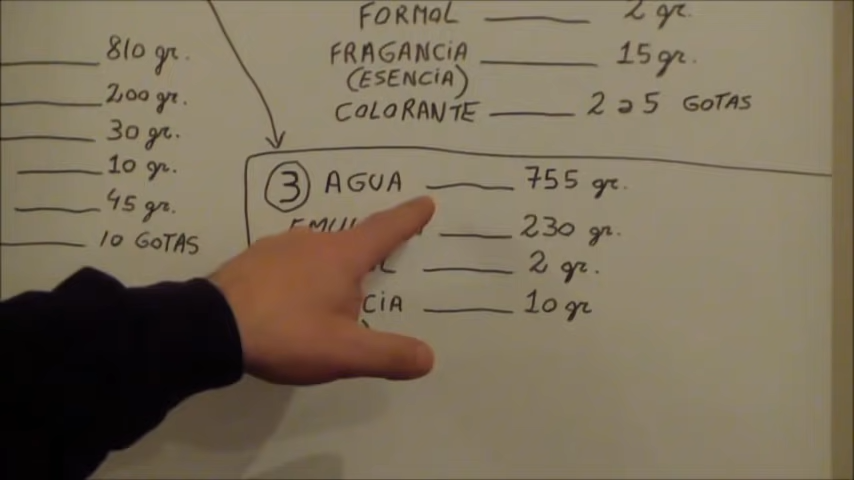 810 gr.
200 gr.
30 gr.
10 gr.
45 gr.
10 GOTAS
FORMOL 2 gr.
FRAGANCIA 15 gr.
(ESENCIA)
COLORANTE 2 a 5 GOTAS
3 AGUA 755 gr.
230 gr.
2 gr.
10 gr